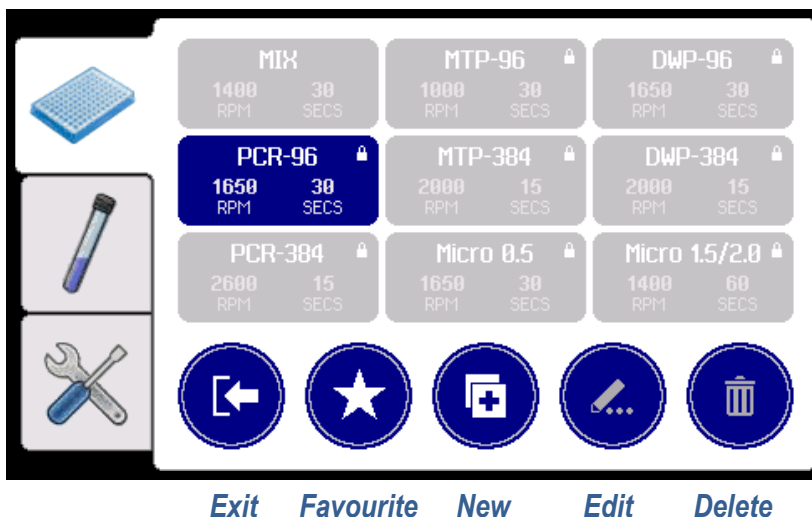 MIX MTP-96 DWP-96
1400 30 1000 30 1650 30
RPM SECS RPM SECS RPM SECS
PCR-96 MTP-384 DWP-384
1650 30 2000 15 2000 15
RPM SECS RPM SECS RPM SECS
PCR-384 Micro 0.5 Micro 1.5/2.0
2600 15 1650 30 1400 60
RPM SECS RPM SECS RPM SECS
Exit Favourite New Edit Delete